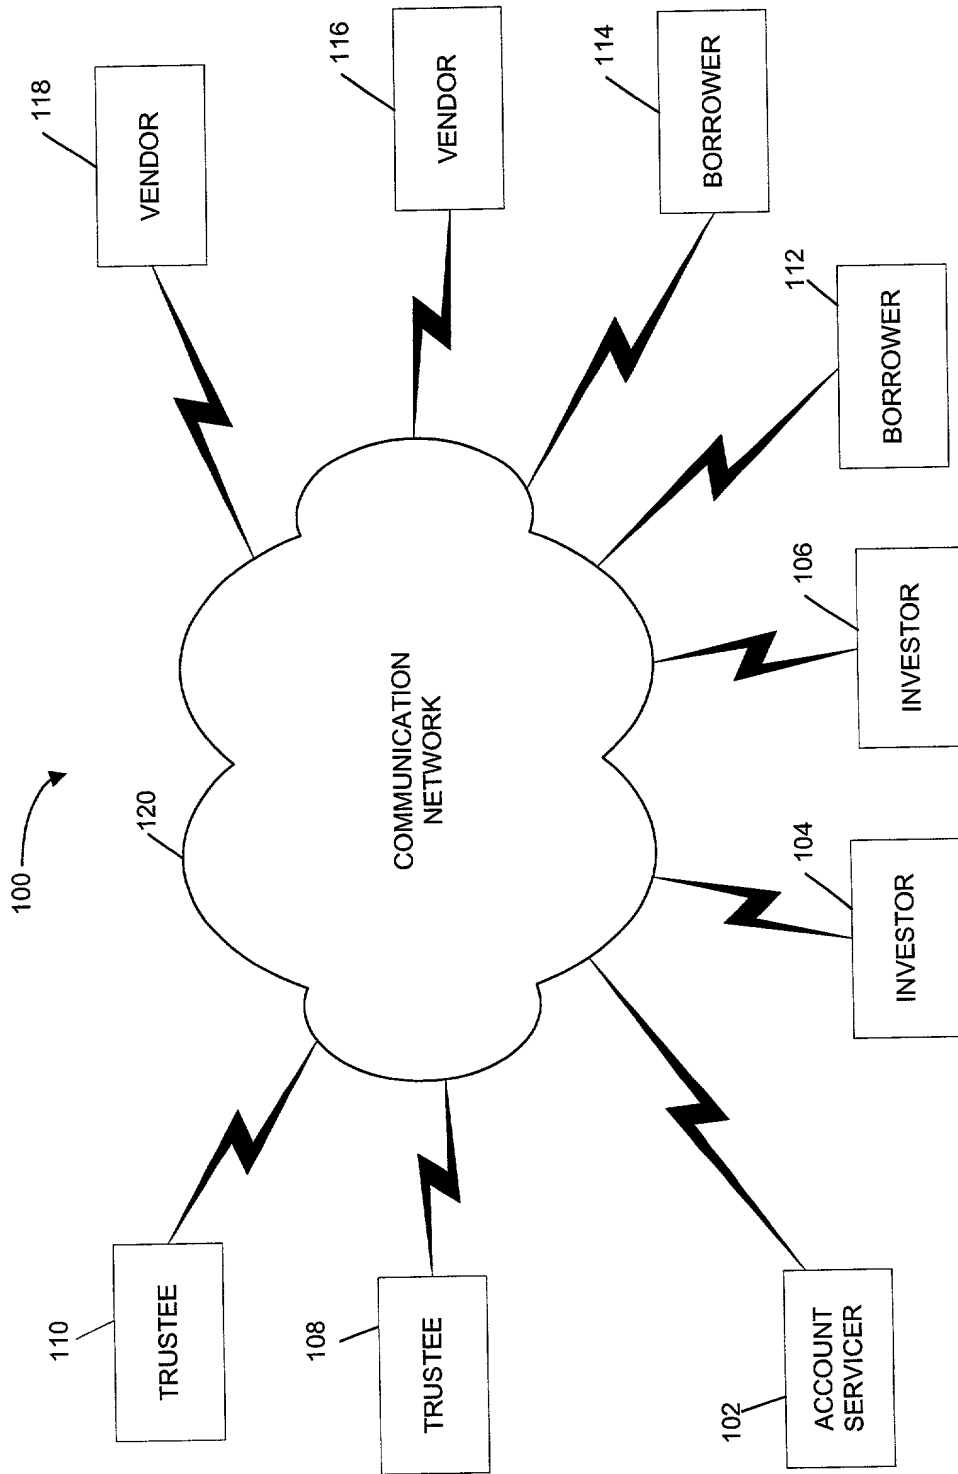 100
110
TRUSTEE
120
118
VENDOR
108
TRUSTEE
COMMUNICATION
NETWORK
116
VENDOR
114
BORROWER
102
ACCOUNT
SERVICER
104
INVESTOR
106
INVESTOR
112
BORROWER